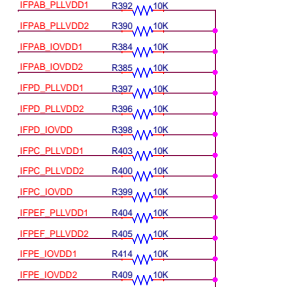 IFPAB_PLLVDD1 R392 10K
IFPAB_PLLVDD2 R390 10K
IFPAB_IOVDD1 R384 10K
IFPAB_IOVDD2 R385 10K
IFPD_PLLVDD1 R397 10K
IFPD_PLLVDD2 R396 10K
IFPD_IOVDD R398 10K
IFPC_PLLVDD1 R403 10K
IFPC_PLLVDD2 R400 10K
IFPC_IOVDD R399 10K
IFPEF_PLLVDD1 R404 10K
IFPEF_PLLVDD2 R405 10K
IFPE_IOVDD1 R414 10K
IFPE_IOVDD2 R409 10K